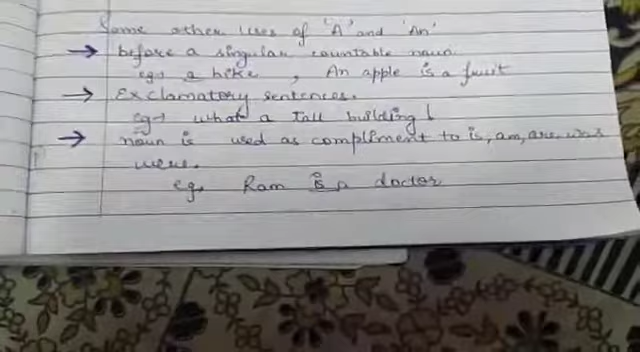 Some other Uses of 'A' and 'An'
→ before a singular countable noun.
eg→ a bike , An apple is a fruit
→ Exclamatory sentences.
eg→ what a Tall building!
→ noun is used as compliment to is, am, are was
were.
eg. Ram is a doctor